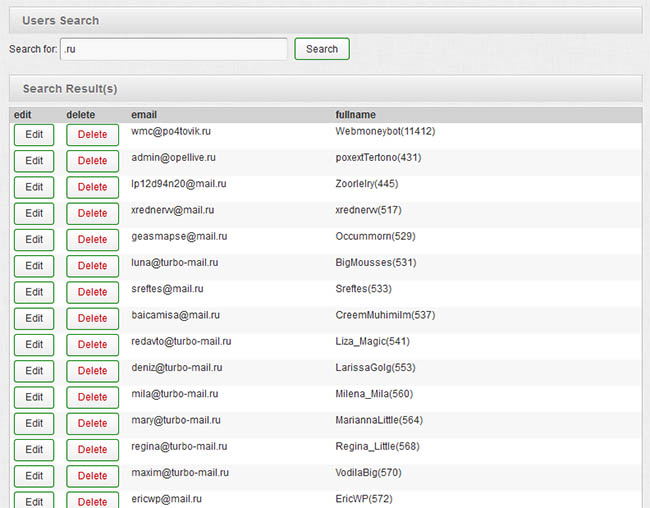 Users Search
Search for: .ru Search
Search Result(s)
edit delete email fullname
Edit Delete wmc@po4tovik.ru Webmoneybot(11412)
Edit Delete admin@opellive.ru poxextTertono(431)
Edit Delete lp12d94n20@mail.ru Zoorlelry(445)
Edit Delete xrednervv@mail.ru xrednervv(517)
Edit Delete geasmapse@mail.ru Occummorn(529)
Edit Delete luna@turbo-mail.ru BigMousses(531)
Edit Delete sreftes@mail.ru Sreftes(533)
Edit Delete baicamisa@mail.ru CreemMuhimilm(537)
Edit Delete redavto@turbo-mail.ru Liza_Magic(541)
Edit Delete deniz@turbo-mail.ru LarissaGolg(553)
Edit Delete mila@turbo-mail.ru Milena_Mila(560)
Edit Delete mary@turbo-mail.ru MariannaLittle(564)
Edit Delete regina@turbo-mail.ru Regina_Little(568)
Edit Delete maxim@turbo-mail.ru VodilaBig(570)
Edit Delete ericwp@mail.ru EricWP(572)